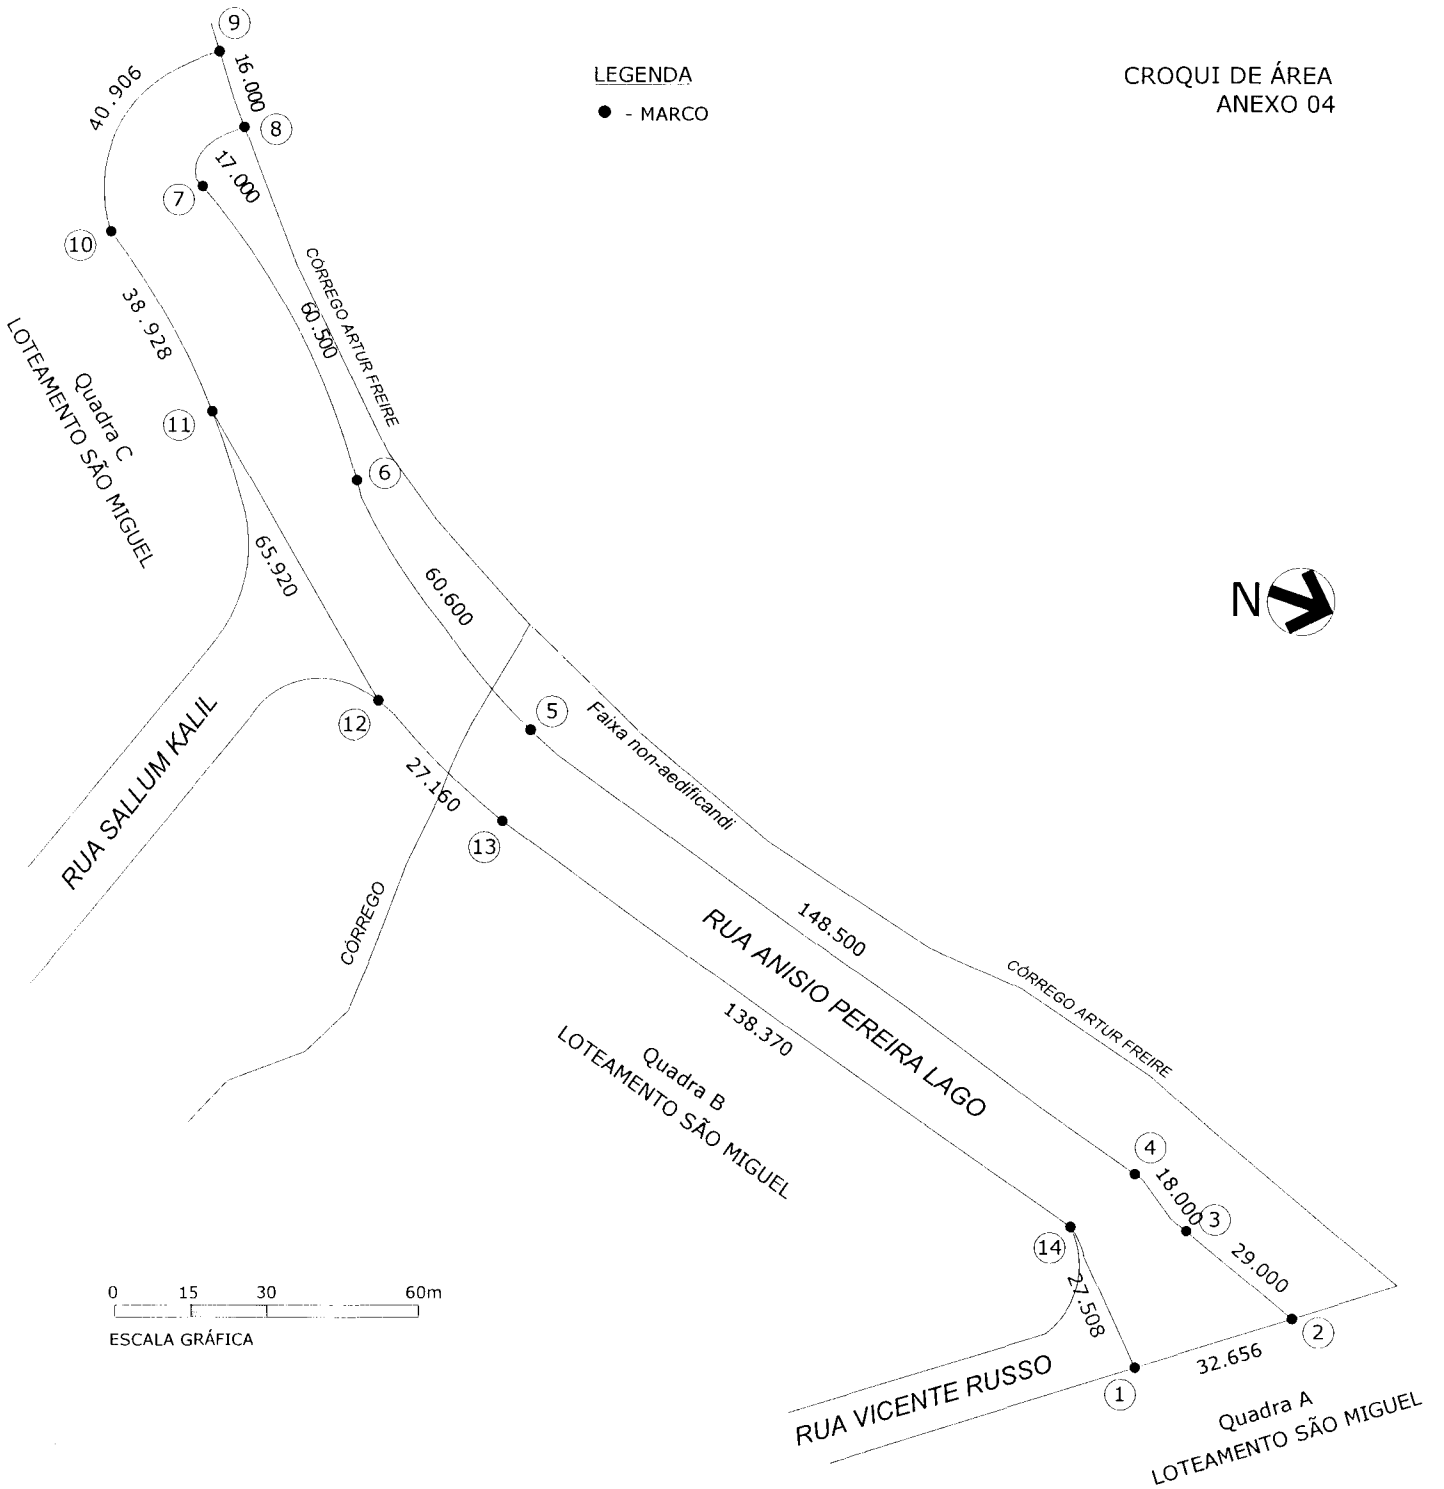 9
16.000
40.906
LEGENDA
- MARCO
CROQUI DE ÁREA
ANEXO 04
8
17.000
7
10
38.928
60.500
CÓRREGO ARTUR FREIRE
Quadra C
LOTEAMENTO SÃO MIGUEL
11
6
65.920
60.600
N
5
12
Faixa non-aedificandi
27.160
13
RUA SALLUM KALIL
CÓRREGO
148.500
RUA ANISIO PEREIRA LAGO
138.370
CÓRREGO ARTUR FREIRE
Quadra B
LOTEAMENTO SÃO MIGUEL
4
18.000
3
14
29.000
27.508
2
32.656
1
0 15 30 60m
ESCALA GRÁFICA
RUA VICENTE RUSSO
Quadra A
LOTEAMENTO SÃO MIGUEL